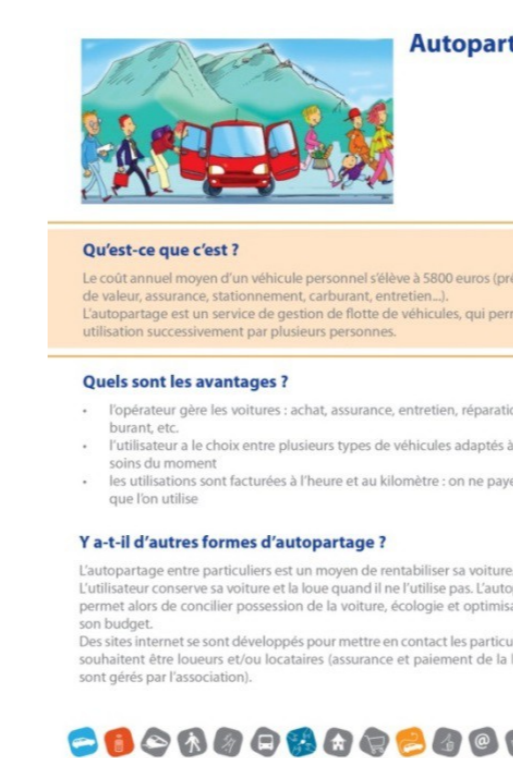 Autopart
Qu'est-ce que c'est ?
Le coût annuel moyen d'un véhicule personnel s'élève à 5800 euros (pré
de valeur, assurance, stationnement, carburant, entretien...).
L'autopartage est un service de gestion de flotte de véhicules, qui perm
utilisation successivement par plusieurs personnes.
Quels sont les avantages ?
• l'opérateur gère les voitures : achat, assurance, entretien, réparatio
burant, etc.
• l'utilisateur a le choix entre plusieurs types de véhicules adaptés à
soins du moment
• les utilisations sont facturées à l'heure et au kilomètre : on ne paye
que l'on utilise
Y a-t-il d'autres formes d'autopartage ?
L'autopartage entre particuliers est un moyen de rentabiliser sa voiture.
L'utilisateur conserve sa voiture et la loue quand il ne l'utilise pas. L'auto
permet alors de concilier possession de la voiture, écologie et optimisa
son budget.
Des sites internet se sont développés pour mettre en contact les particu
souhaitent être loueurs et/ou locataires (assurance et paiement de la l
sont gérés par l'association).